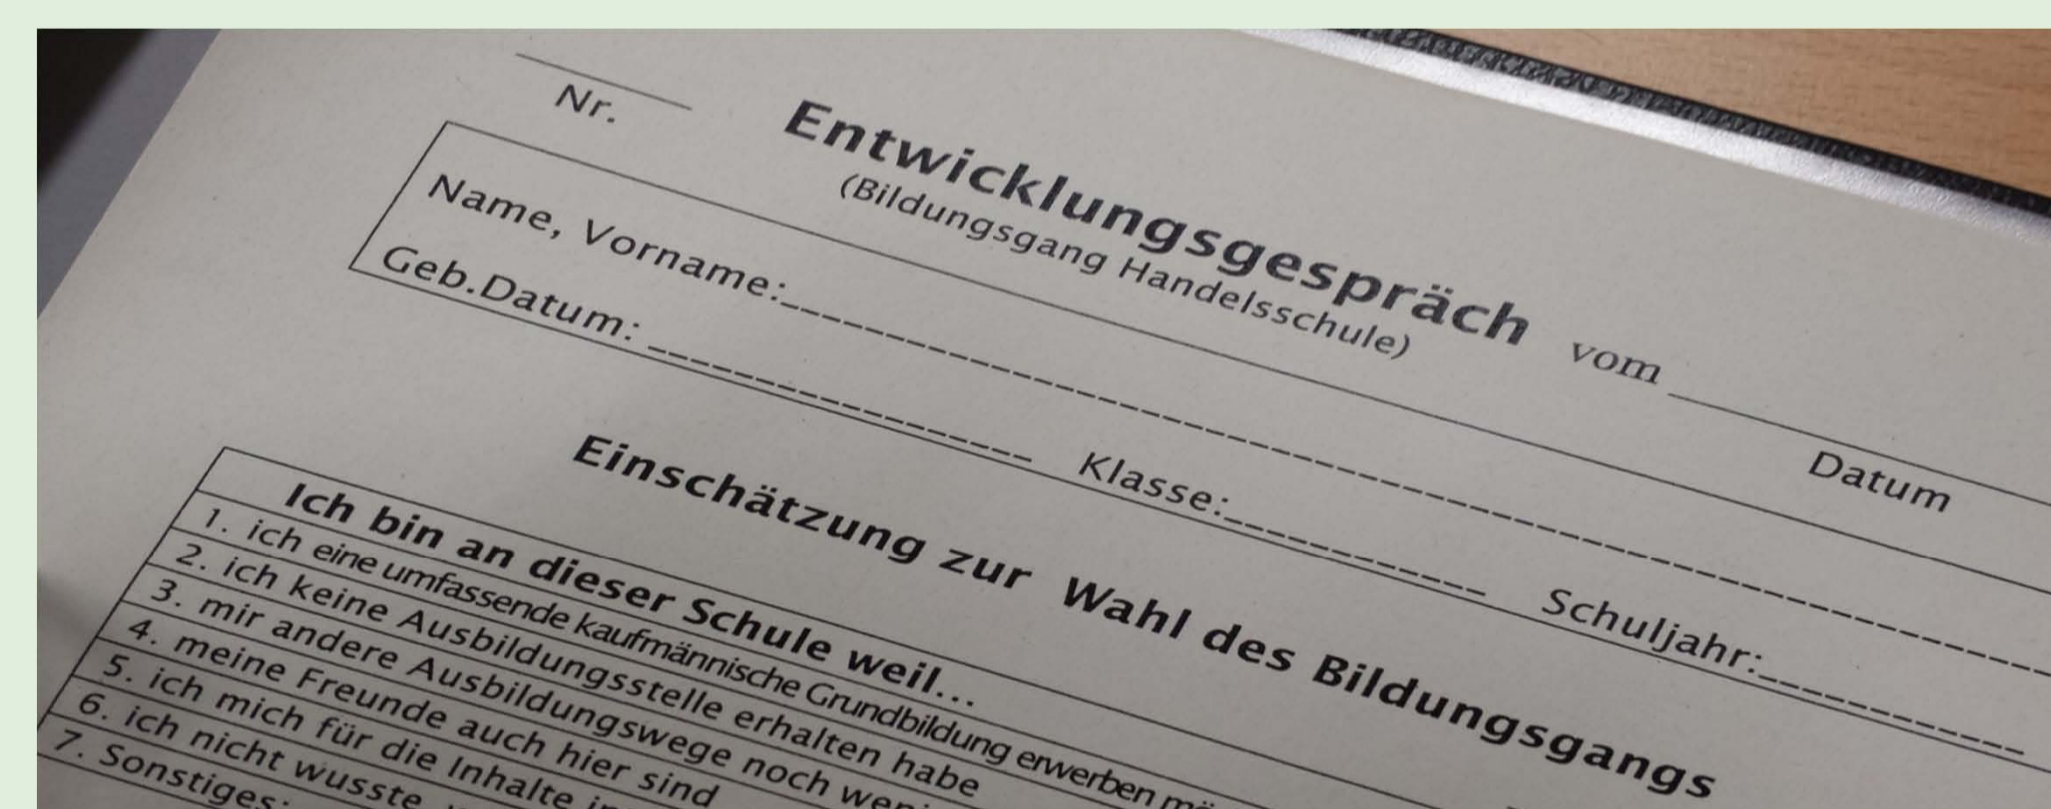 Nr.
Entwicklungsgespräch vom
Datum
(Bildungsgang Handelsschule)
Name, Vorname:
Geb.Datum: Klasse: Schuljahr:
Einschätzung zur Wahl des Bildungsgangs
Ich bin an dieser Schule weil...
1. ich eine umfassende kaufmännische Grundbildung erwerben
2. ich keine Ausbildungsstelle erhalten habe
3. mir andere Ausbildungswege noch
4. meine Freunde auch hier sind
5. ich mich für die Inhalte
6. ich nicht wusste,
7. Sonstiges: